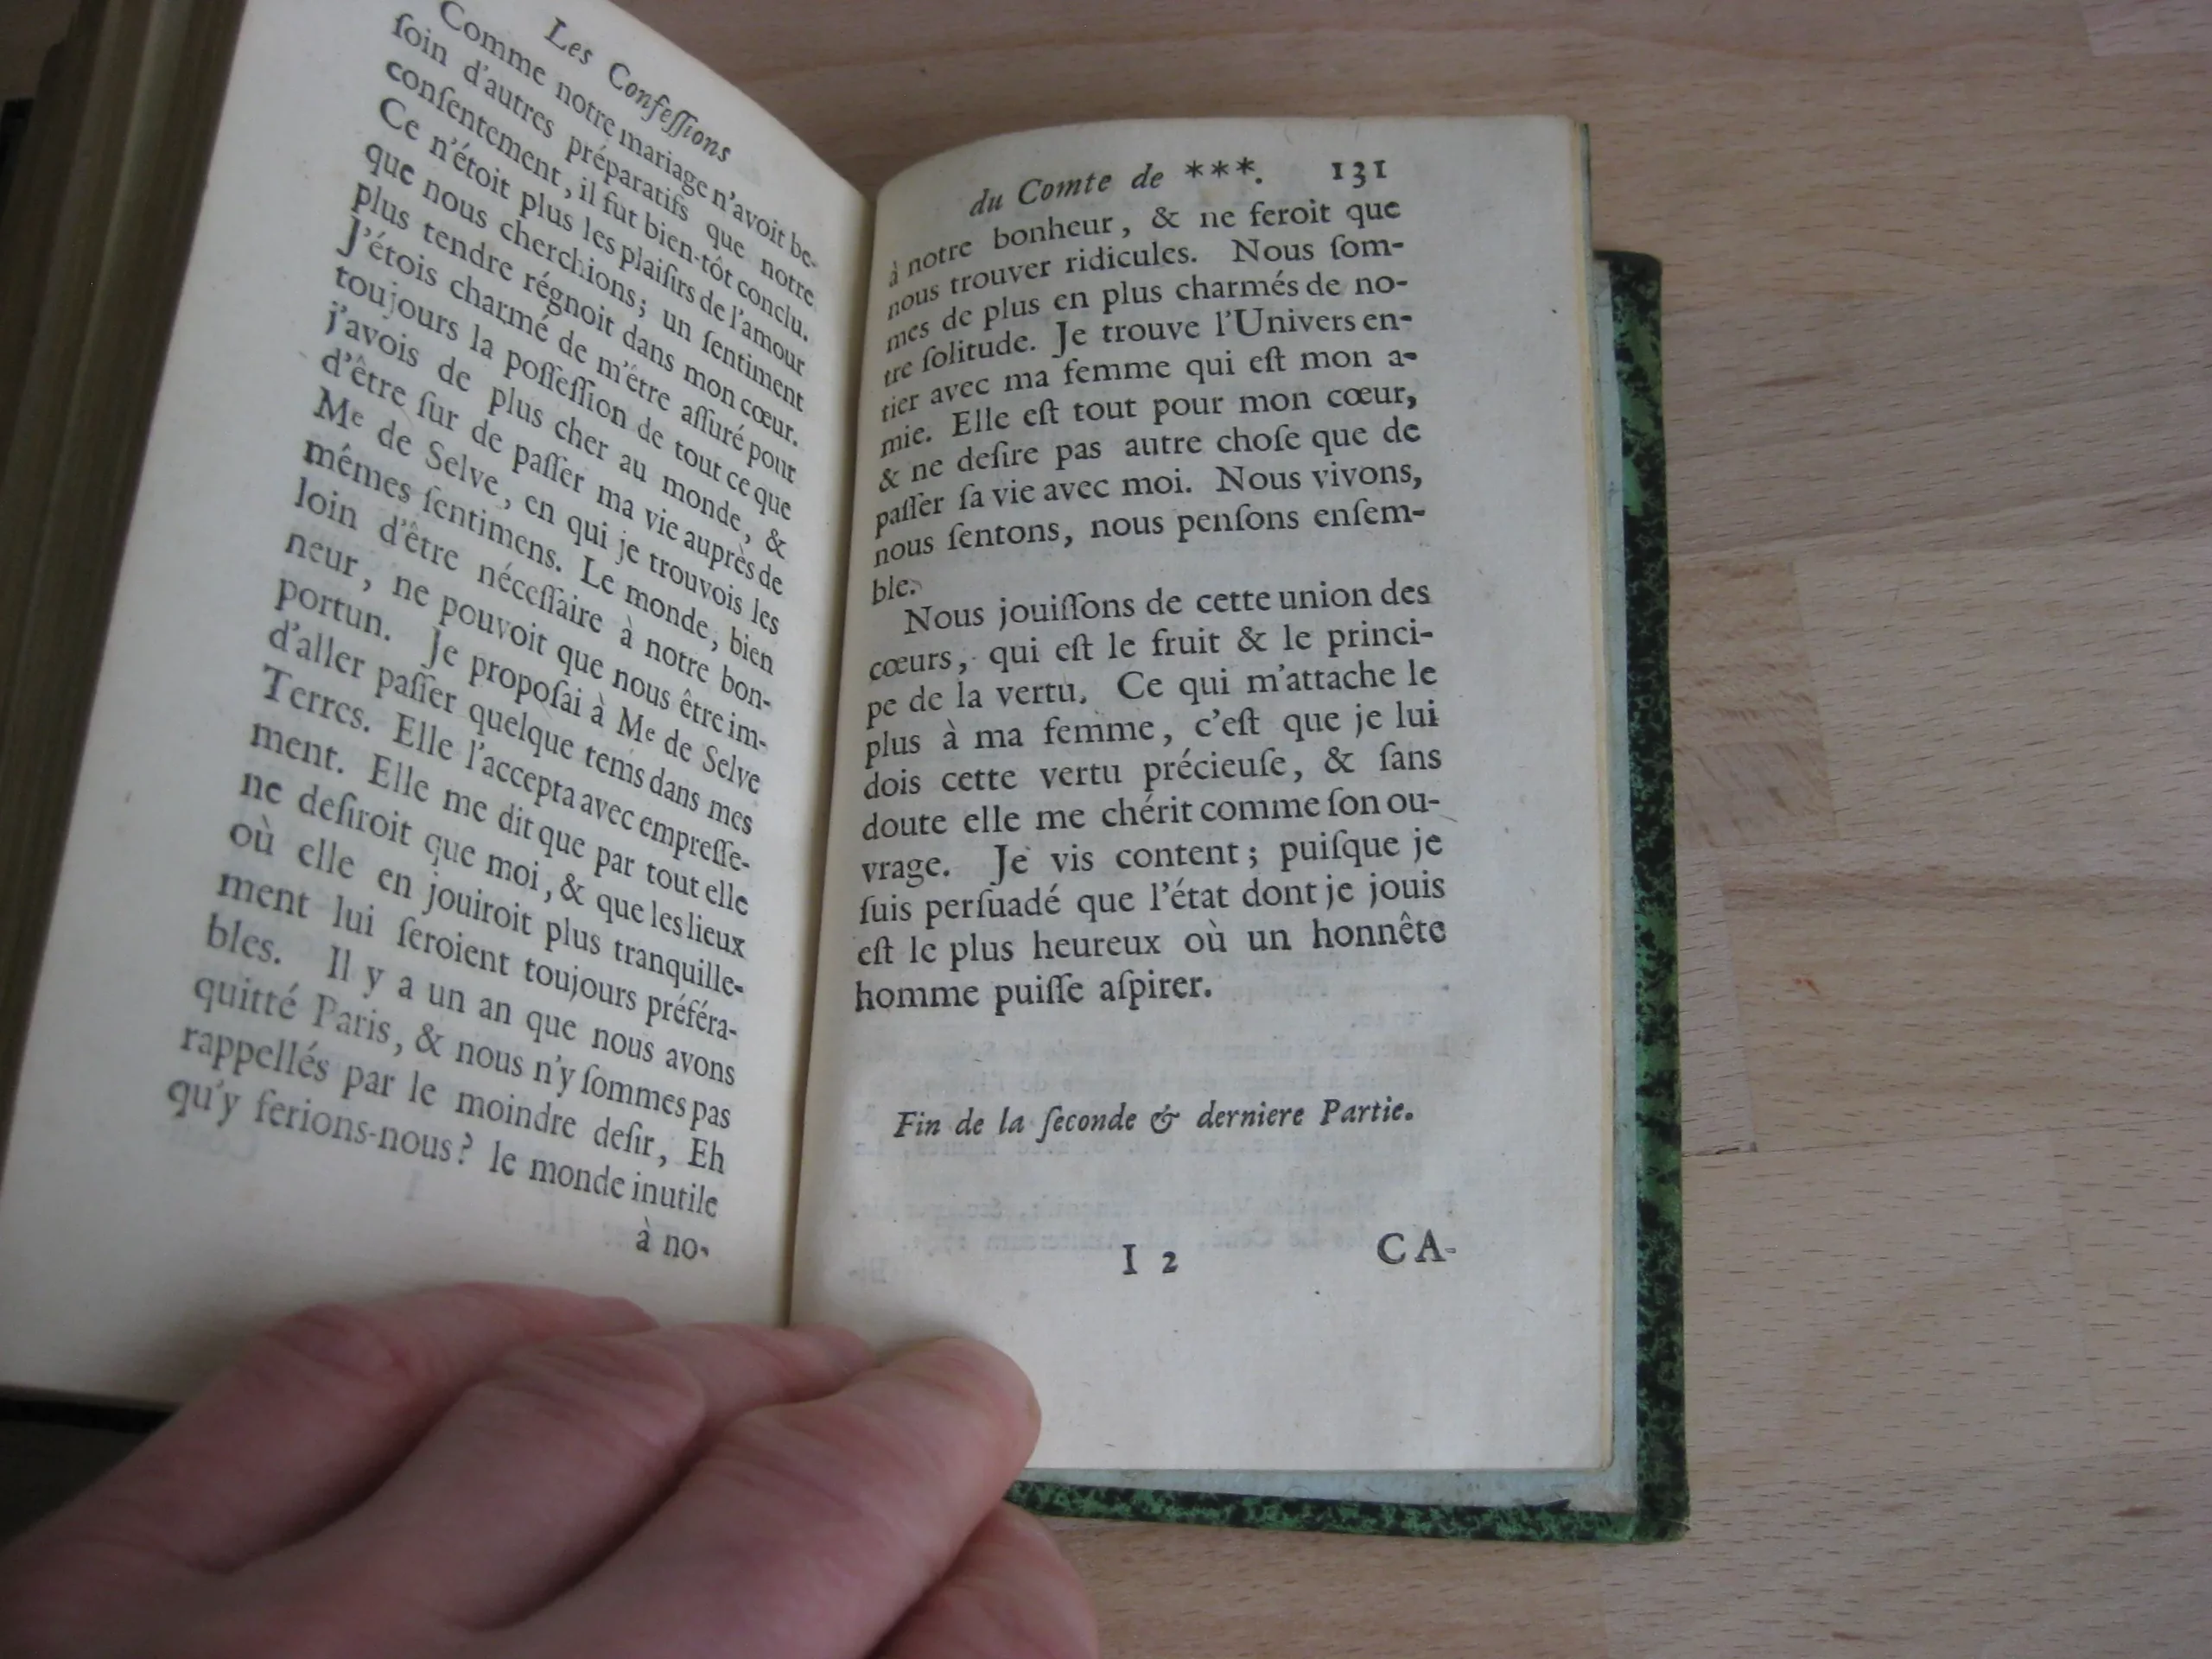 Les Confeſſions
Comme notre mariage n'avoit be-
ſoin d'autres préparatifs que notre
conſentement, il fut bien-tôt conclu.
Ce n'étoit plus les plaiſirs de l'amour
que nous cherchions; un ſentiment
plus tendre régnoit dans mon cœur.
J'étois charmé de m'être aſſuré pour
toujours la poſſeſſion de tout ce que
j'avois de plus cher au monde, &
d'être ſur de paſſer ma vie auprès de
Me de Selve, en qui je trouvois les
mêmes ſentimens. Le monde, bien
loin d'être néceſſaire à notre bon-
neur, ne pouvoit que nous être im-
portun. Je propoſai à Me de Selve
d'aller paſſer quelque tems dans mes
Terres. Elle l'accepta avec empreſſe-
ment. Elle me dit que par tout elle
ne deſiroit que moi, & que les lieux
où elle en jouiroit plus tranquille-
ment lui ſeroient toujours préféra-
bles. Il y a un an que nous avons
quitté Paris, & nous n'y ſommes pas
rappellés par le moindre deſir, Eh
qu'y ferions-nous? le monde inutile
à no-
du Comte de ***. 131
à notre bonheur, & ne feroit que
nous trouver ridicules. Nous ſom-
mes de plus en plus charmés de no-
tre ſolitude. Je trouve l'Univers en-
tier avec ma femme qui eſt mon a-
mie. Elle eſt tout pour mon cœur,
& ne deſire pas autre choſe que de
paſſer ſa vie avec moi. Nous vivons,
nous ſentons, nous penſons enſem-
ble.
Nous jouiſſons de cette union des
cœurs, qui eſt le fruit & le princi-
pe de la vertu. Ce qui m'attache le
plus à ma femme, c'eſt que je lui
dois cette vertu précieuſe, & ſans
doute elle me chérit comme ſon ou-
vrage. Je vis content; puiſque je
ſuis perſuadé que l'état dont je jouis
eſt le plus heureux où un honnête
homme puiſſe aſpirer.
Fin de la ſeconde & derniere Partie.
I 2 CA-